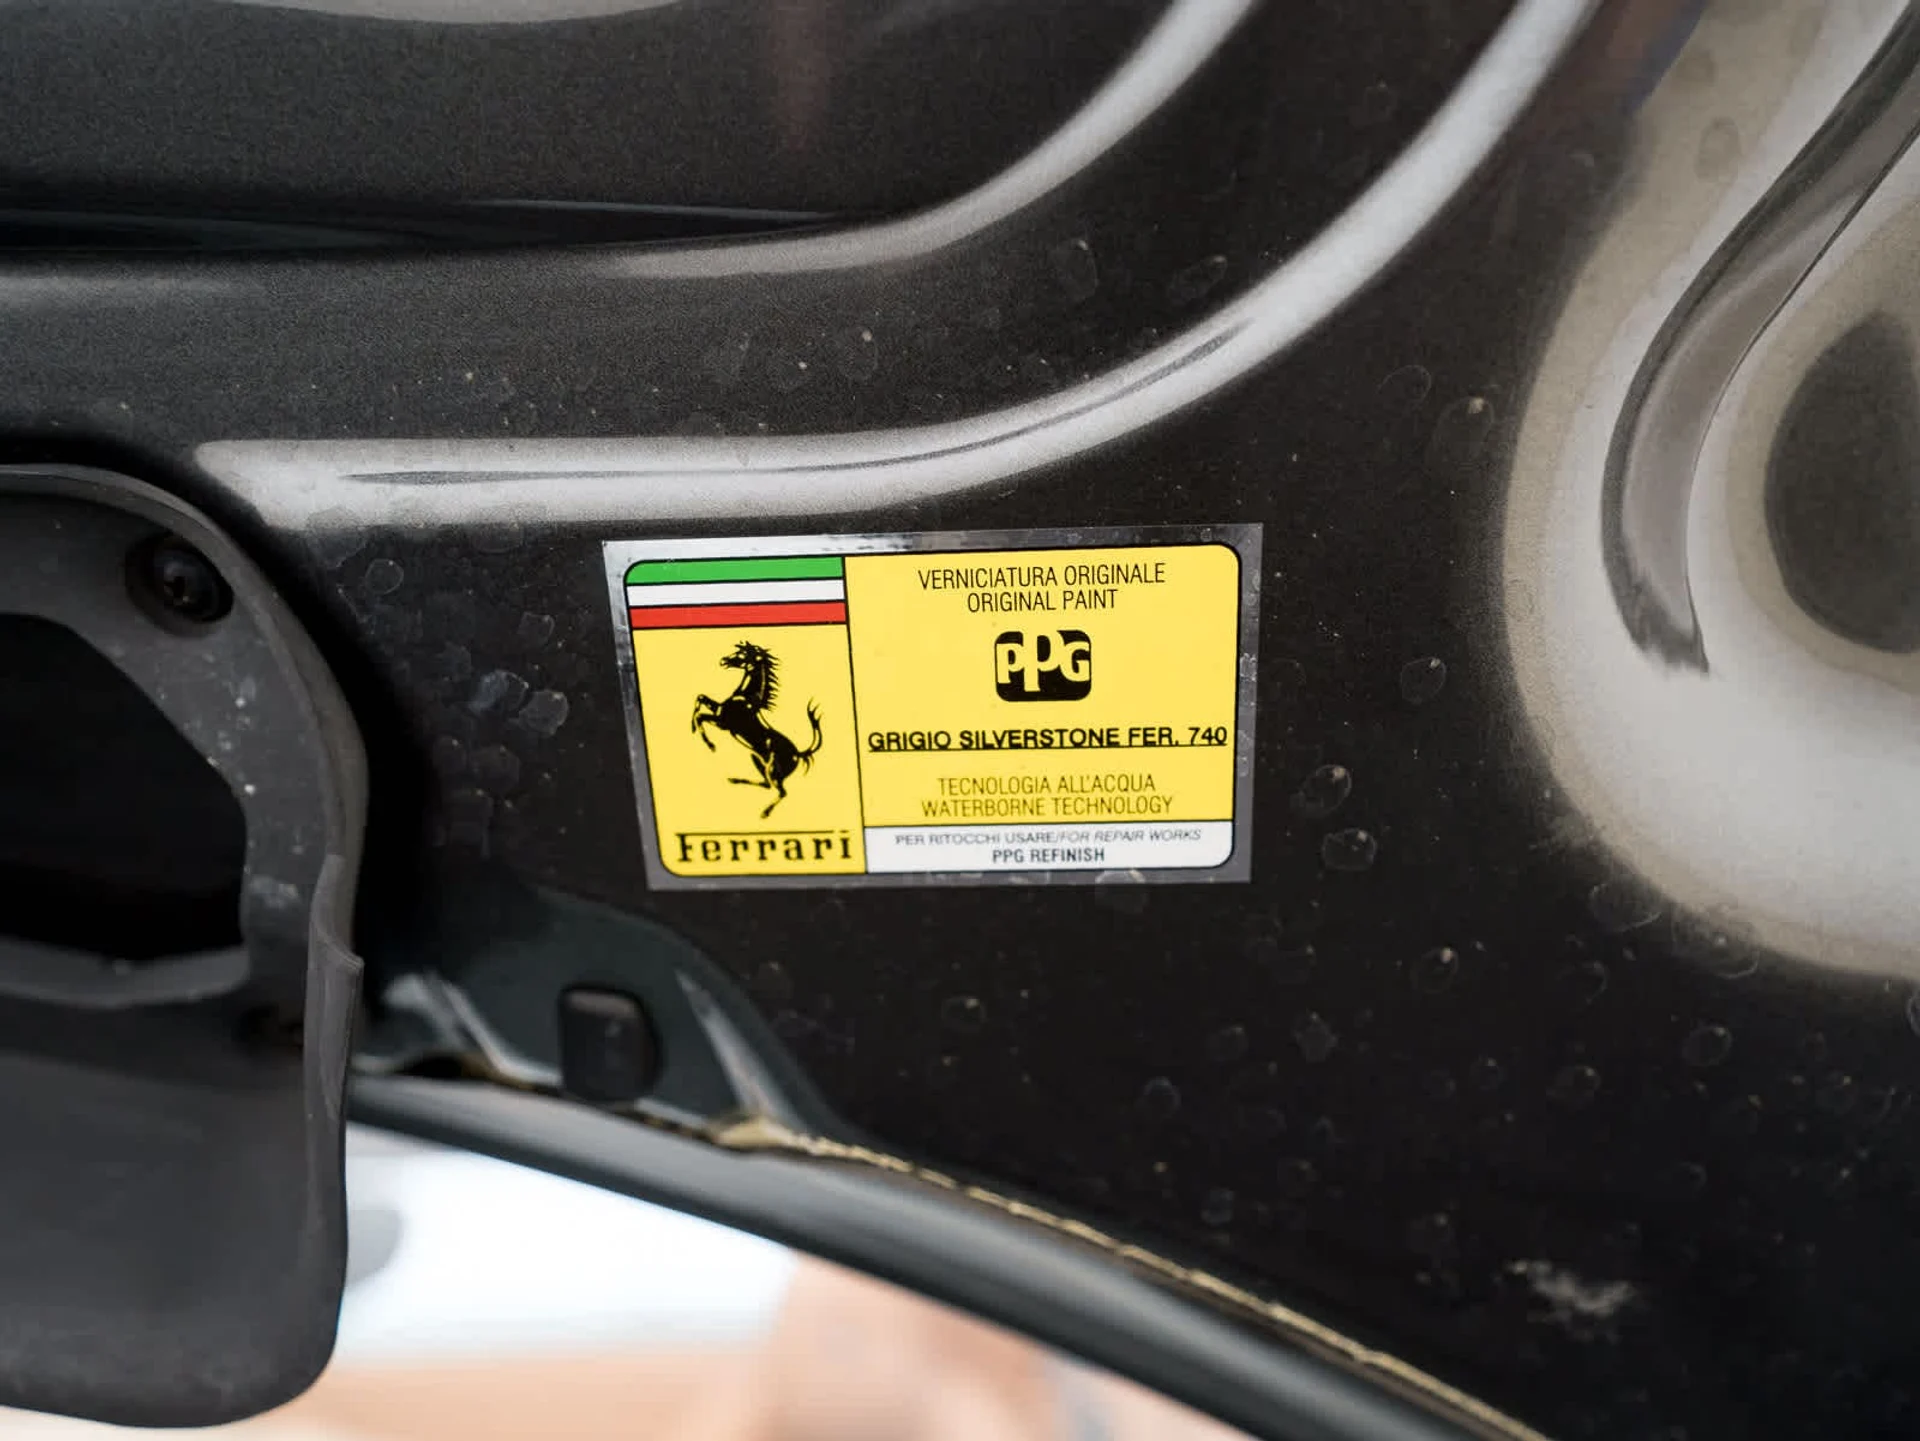 VERNICIATURA ORIGINALE
ORIGINAL PAINT
PPG
GRIGIO SILVERSTONE FER. 740
TECNOLOGIA ALL'ACQUA
WATERBORNE TECHNOLOGY
PER RITOCCHI USARE/FOR REPAIR WORKS
PPG REFINISH
Ferrari